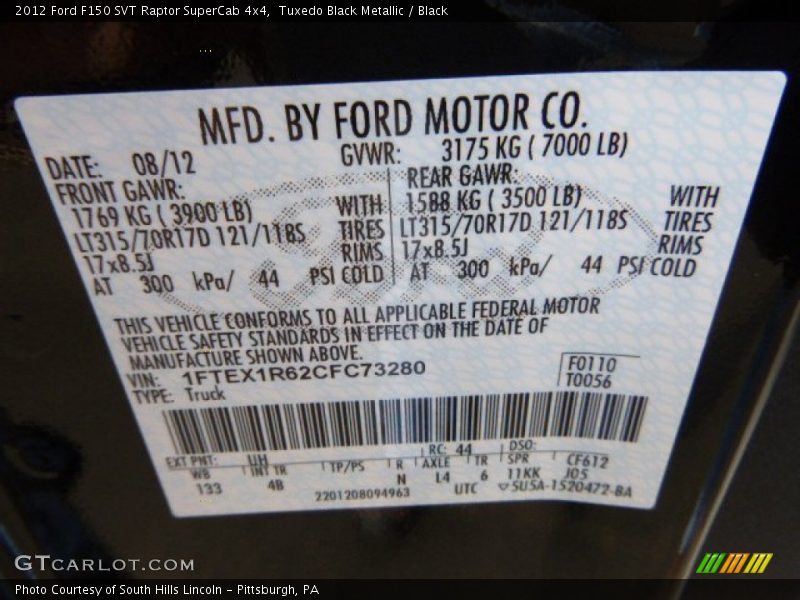 2012 Ford F150 SVT Raptor SuperCab 4x4, Tuxedo Black Metallic / Black
MFD. BY FORD MOTOR CO.
DATE: 08/12 GVWR: 3175 KG ( 7000 LB)
FRONT GAWR: REAR GAWR:
1769 KG ( 3900 LB) WITH 1588 KG ( 3500 LB) WITH
LT315/70R17D 121/118S TIRES LT315/70R17D 121/118S TIRES
17x8.5J RIMS 17x8.5J RIMS
AT 300 kPa/ 44 PSI COLD AT 300 kPa/ 44 PSI COLD
THIS VEHICLE CONFORMS TO ALL APPLICABLE FEDERAL MOTOR
VEHICLE SAFETY STANDARDS IN EFFECT ON THE DATE OF
MANUFACTURE SHOWN ABOVE.
VIN: 1FTEX1R62CFC73280 F0110
TYPE: Truck T0056
EXT PNT: UH RC: 44 DSO:
WB INT TR TP/PS R AXLE TR SPR CF612
133 4B N L4 6 11KK J05
2201208094963 UTC 5U5A-1520472-BA
GTCARLOT.COM
Photo Courtesy of South Hills Lincoln - Pittsburgh, PA